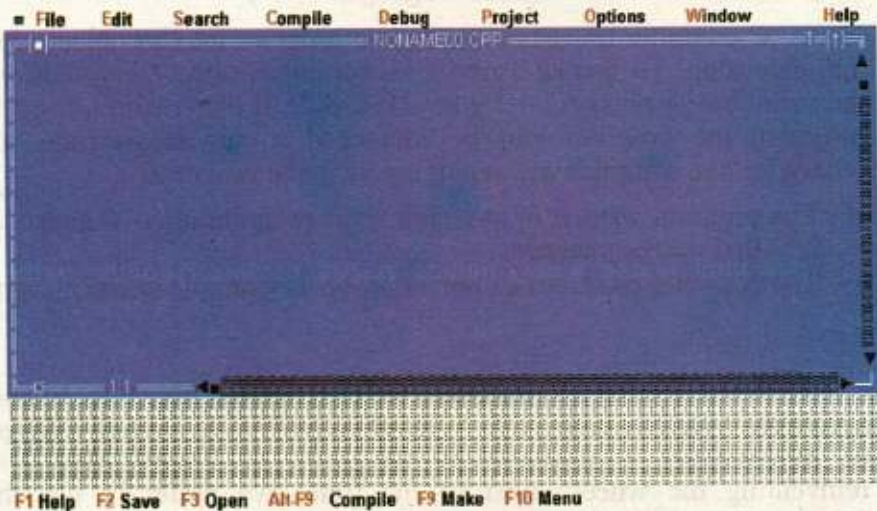 ≡ File Edit Search Compile Debug Project Options Window Help
[■] NONAME00.CPP 1=[↑]
1:1
F1 Help F2 Save F3 Open Alt-F9 Compile F9 Make F10 Menu